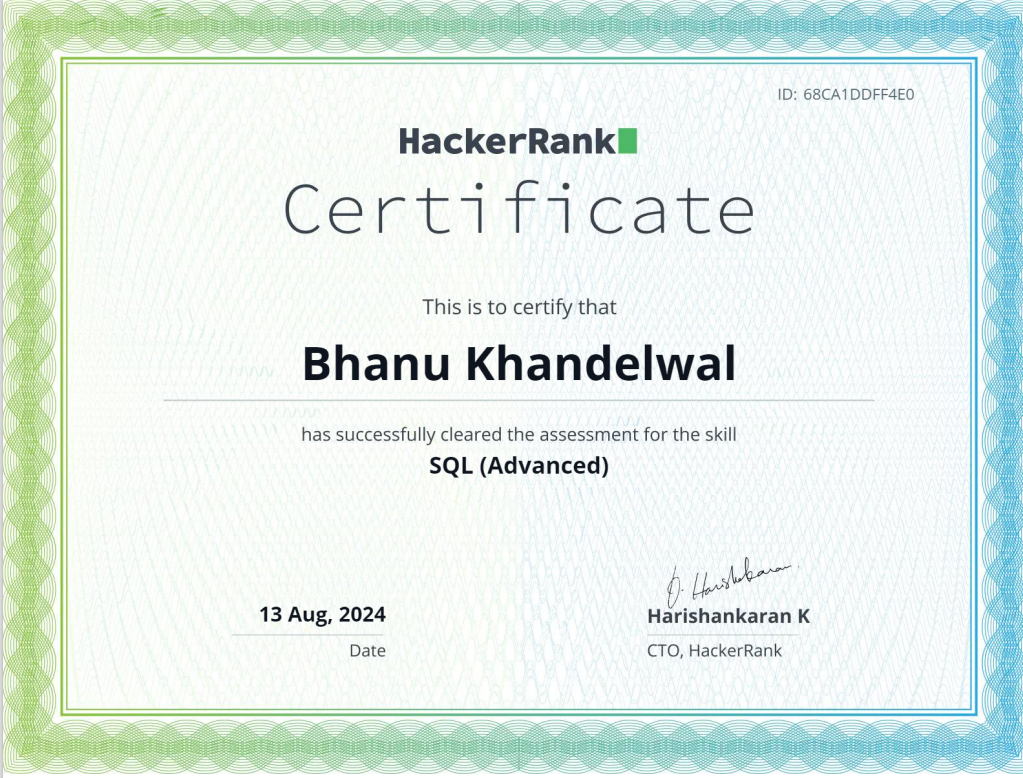 ID: 68CA1DDFF4E0
HackerRank
Certificate
This is to certify that
Bhanu Khandelwal
has successfully cleared the assessment for the skill
SQL (Advanced)
13 Aug, 2024
Date
Harishankaran K
CTO, HackerRank